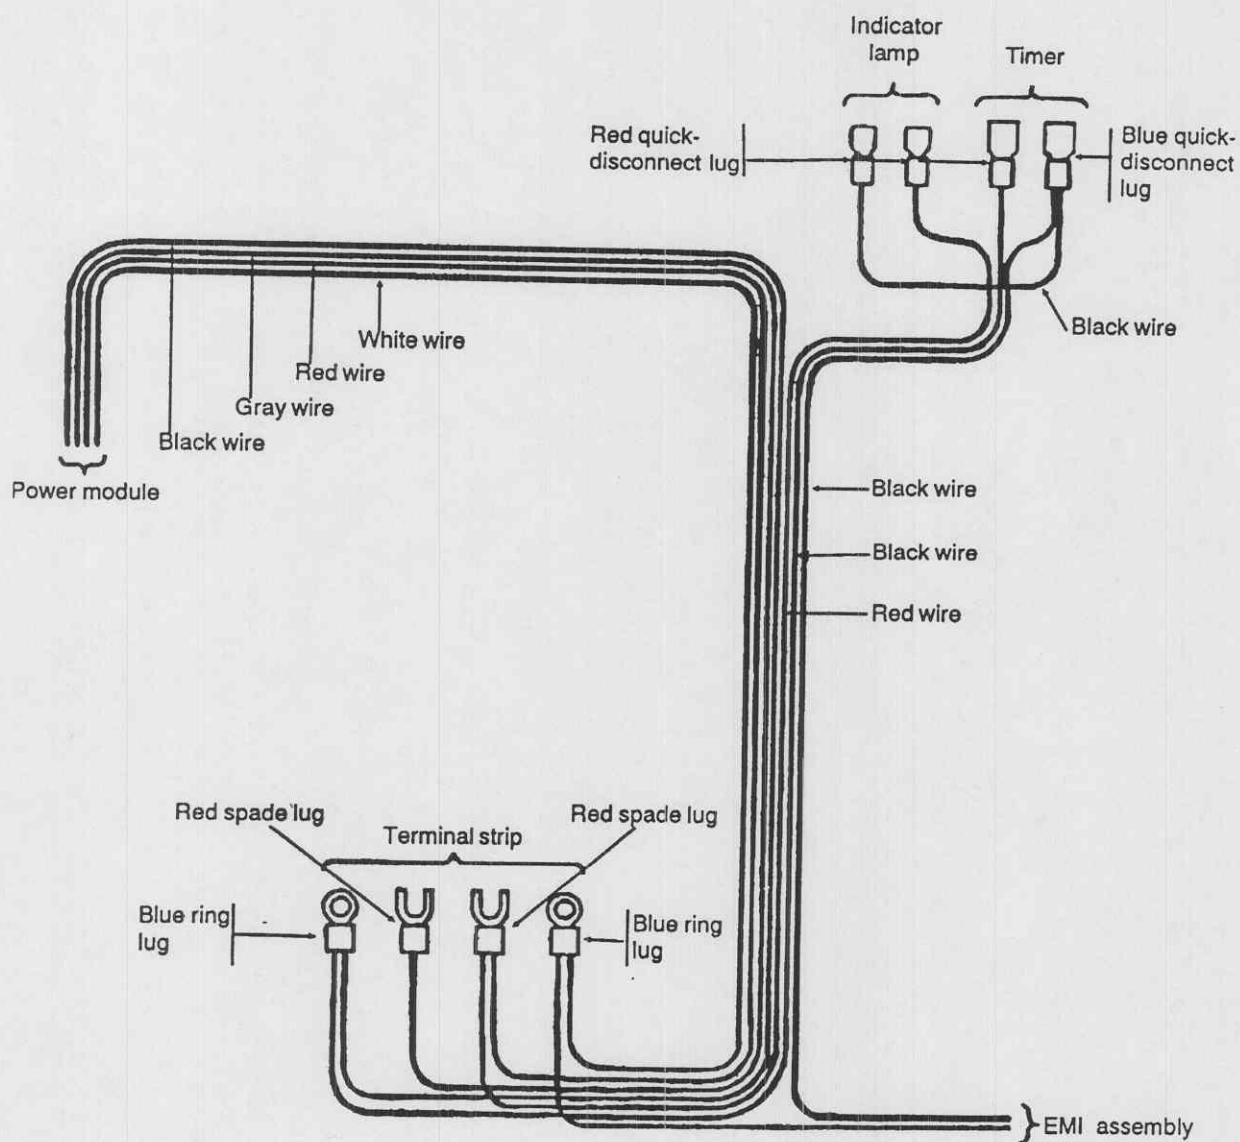 Indicator
lamp
Timer
Red quick-
disconnect lug
Blue quick-
disconnect
lug
Black wire
White wire
Red wire
Gray wire
Black wire
Power module
Black wire
Black wire
Red wire
Red spade lug
Terminal strip
Red spade lug
Blue ring
lug
Blue ring
lug
EMI assembly